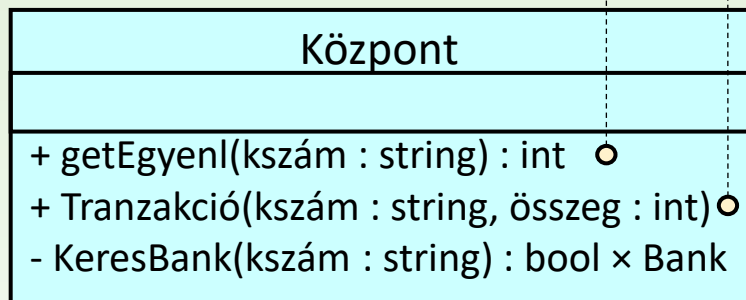 Központ
+ getEgyenl(kszám : string) : int
+ Tranzakció(kszám : string, összeg : int)
- KeresBank(kszám : string) : bool × Bank